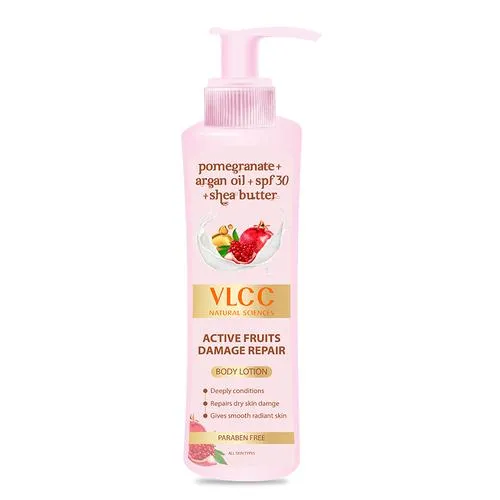 pomegranate+
argan oil + spf 30
+shea butter
VLCC
NATURAL SCIENCES
ACTIVE FRUITS
DAMAGE REPAIR
BODY LOTION
Deeply conditions
Repairs dry skin damge
Gives smooth radiant skin
PARABEN FREE
ALL SKIN TYPES